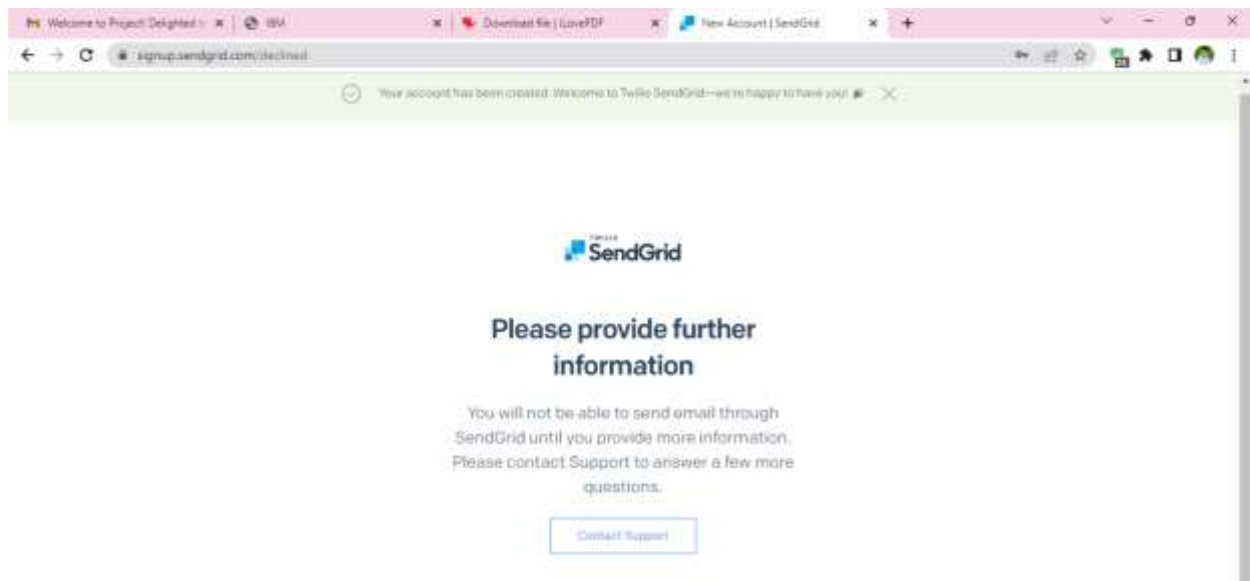 Welcome to Project Delighted
IBM
Download file | iLovePDF
New Account | SendGrid
signup.sendgrid.com/declined
Your account has been created. Welcome to Twilio SendGrid—we're happy to have you!
TWILIO
SendGrid
Please provide further
information
You will not be able to send email through
SendGrid until you provide more information.
Please contact Support to answer a few more
questions.
Contact Support